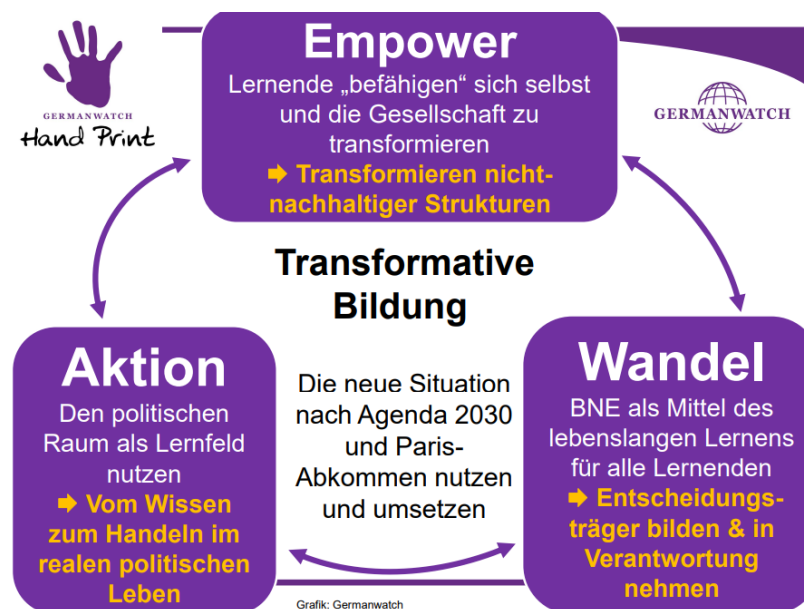 GERMANWATCH
Hand Print
Empower
Lernende „befähigen“ sich selbst
und die Gesellschaft zu
transformieren
➡ Transformieren nicht-
nachhaltiger Strukturen
GERMANWATCH
Transformative
Bildung
Aktion
Den politischen
Raum als Lernfeld
nutzen
➡ Vom Wissen
zum Handeln im
realen politischen
Leben
Die neue Situation
nach Agenda 2030
und Paris-
Abkommen nutzen
und umsetzen
Wandel
BNE als Mittel des
lebenslangen Lernens
für alle Lernenden
➡ Entscheidungs-
träger bilden & in
Verantwortung
nehmen
Grafik: Germanwatch